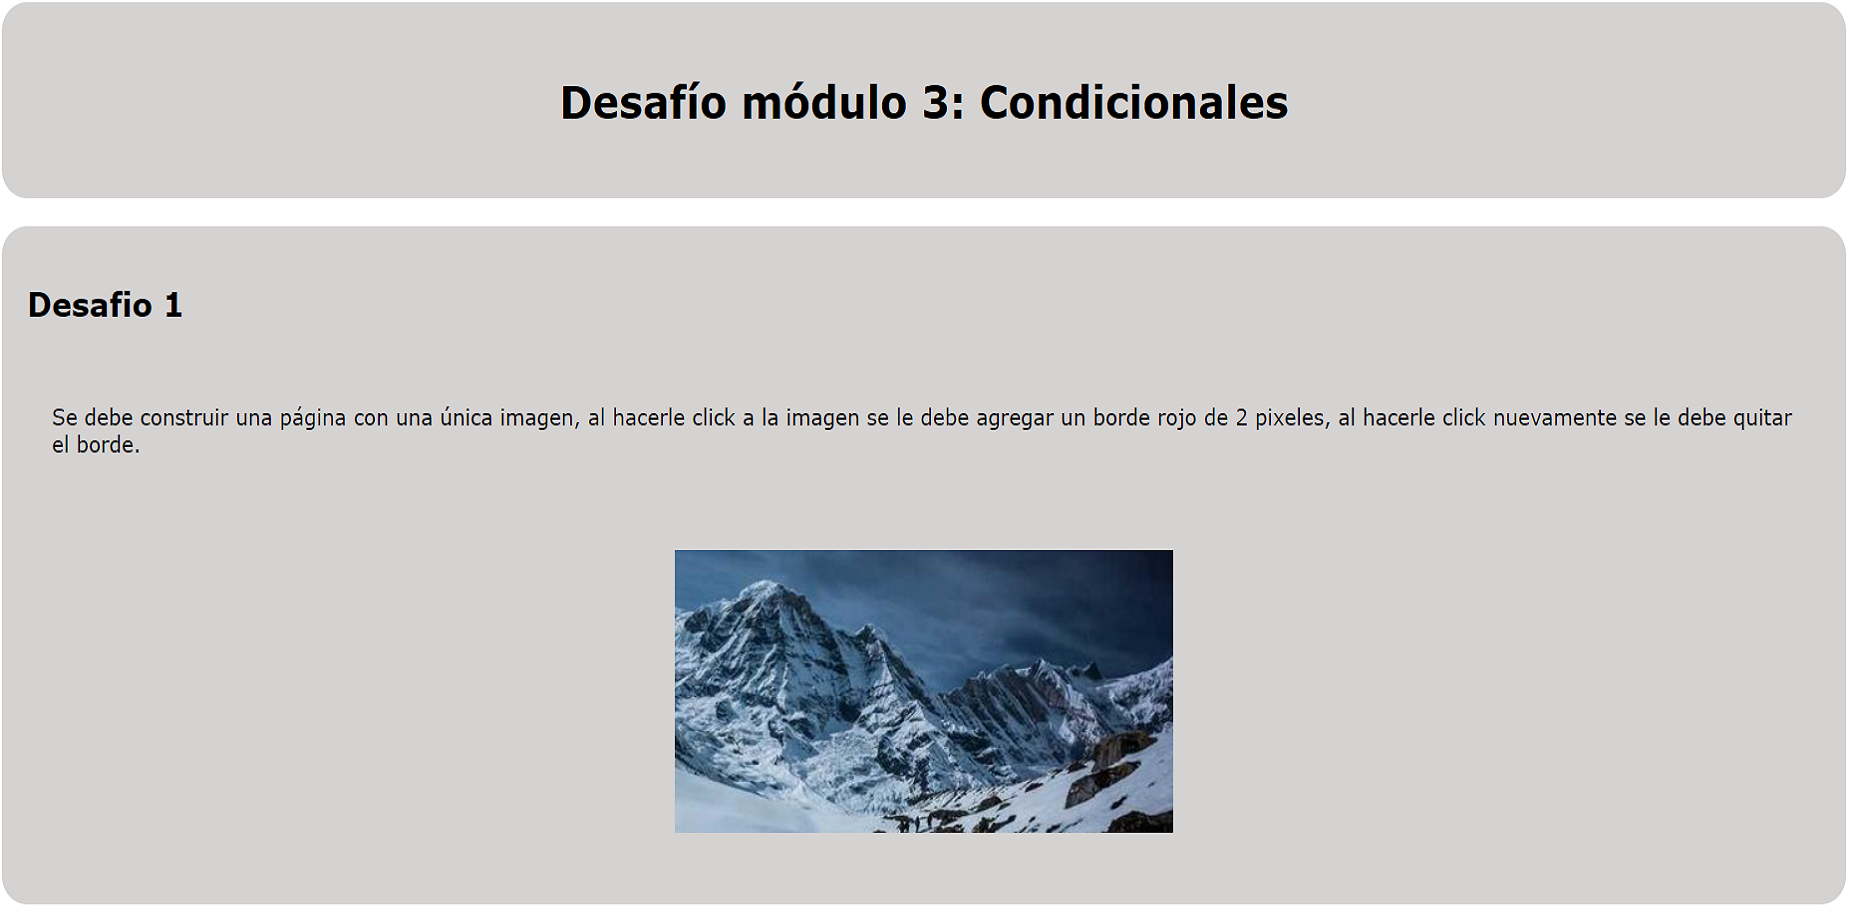 Desafío módulo 3: Condicionales
Desafio 1
Se debe construir una página con una única imagen, al hacerle click a la imagen se le debe agregar un borde rojo de 2 pixeles, al hacerle click nuevamente se le debe quitar
el borde.